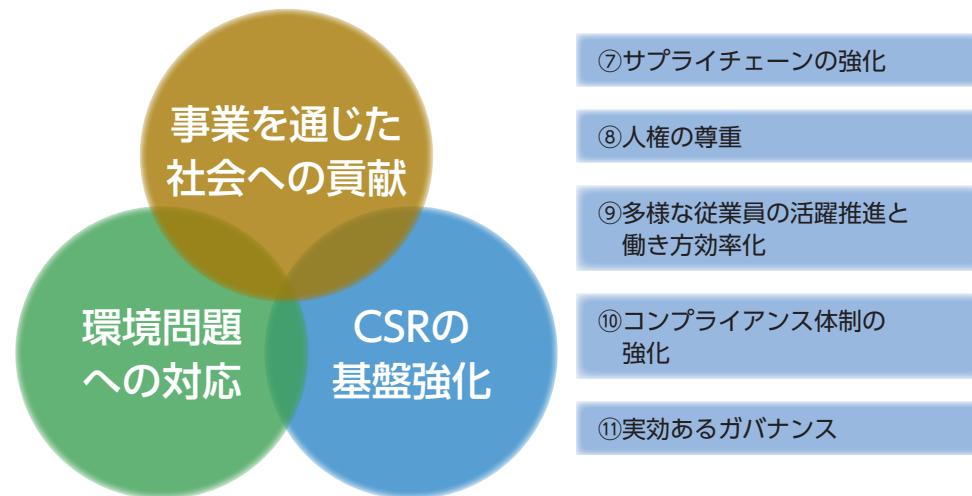 事業を通じた
社会への貢献
環境問題
への対応
CSRの
基盤強化
⑦サプライチェーンの強化
⑧人権の尊重
⑨多様な従業員の活躍推進と
働き方効率化
⑩コンプライアンス体制の
強化
⑪実効あるガバナンス